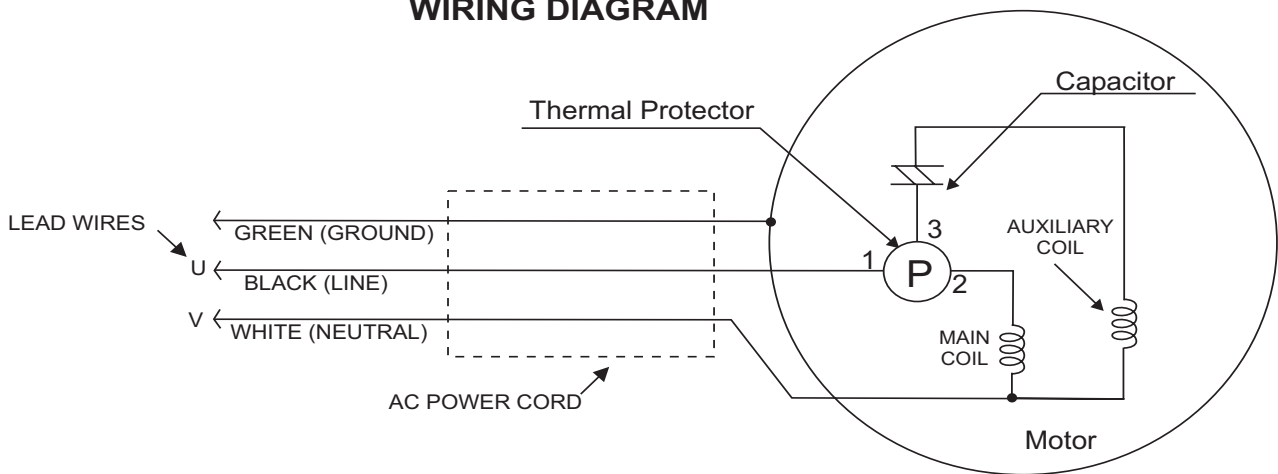 WIRING DIAGRAM
Capacitor
Thermal Protector
LEAD WIRES
GREEN (GROUND)
3
AUXILIARY
COIL
U
BLACK (LINE)
1
P
2
V
WHITE (NEUTRAL)
MAIN
COIL
AC POWER CORD
Motor